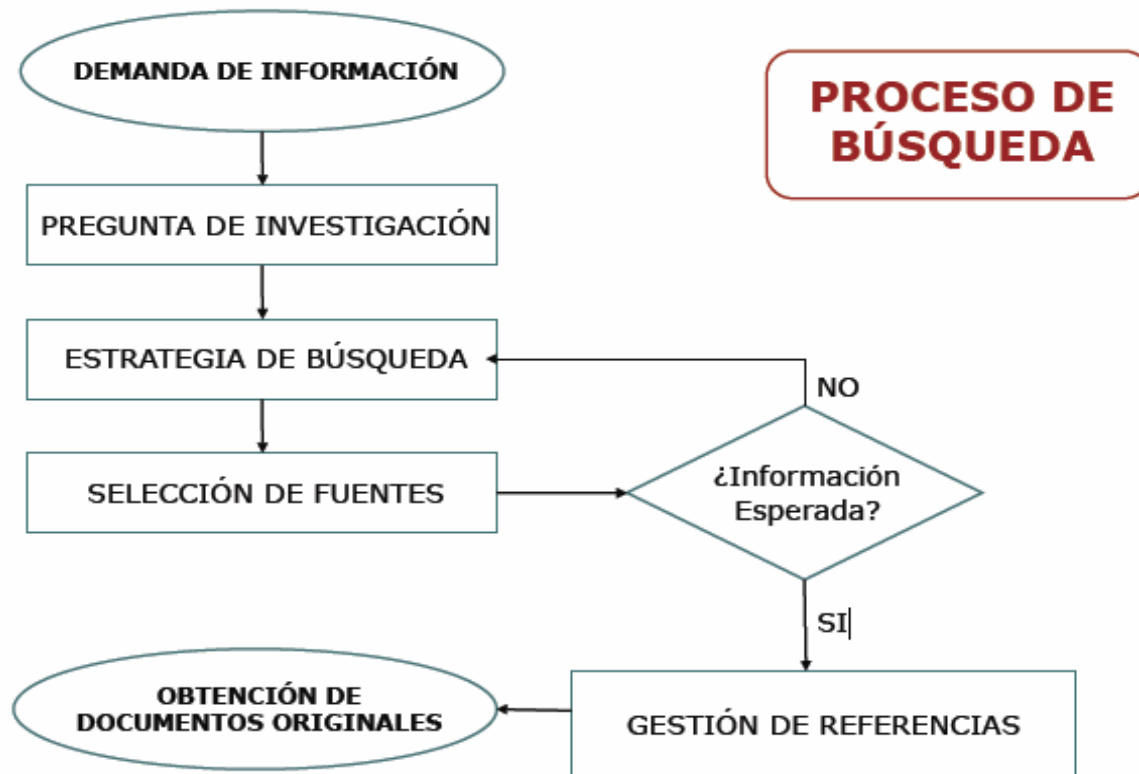 DEMANDA DE INFORMACIÓN
PROCESO DE
BÚSQUEDA
PREGUNTA DE INVESTIGACIÓN
ESTRATEGIA DE BÚSQUEDA
NO
¿Información
Esperada?
SELECCIÓN DE FUENTES
SI
OBTENCIÓN DE
DOCUMENTOS ORIGINALES
GESTIÓN DE REFERENCIAS